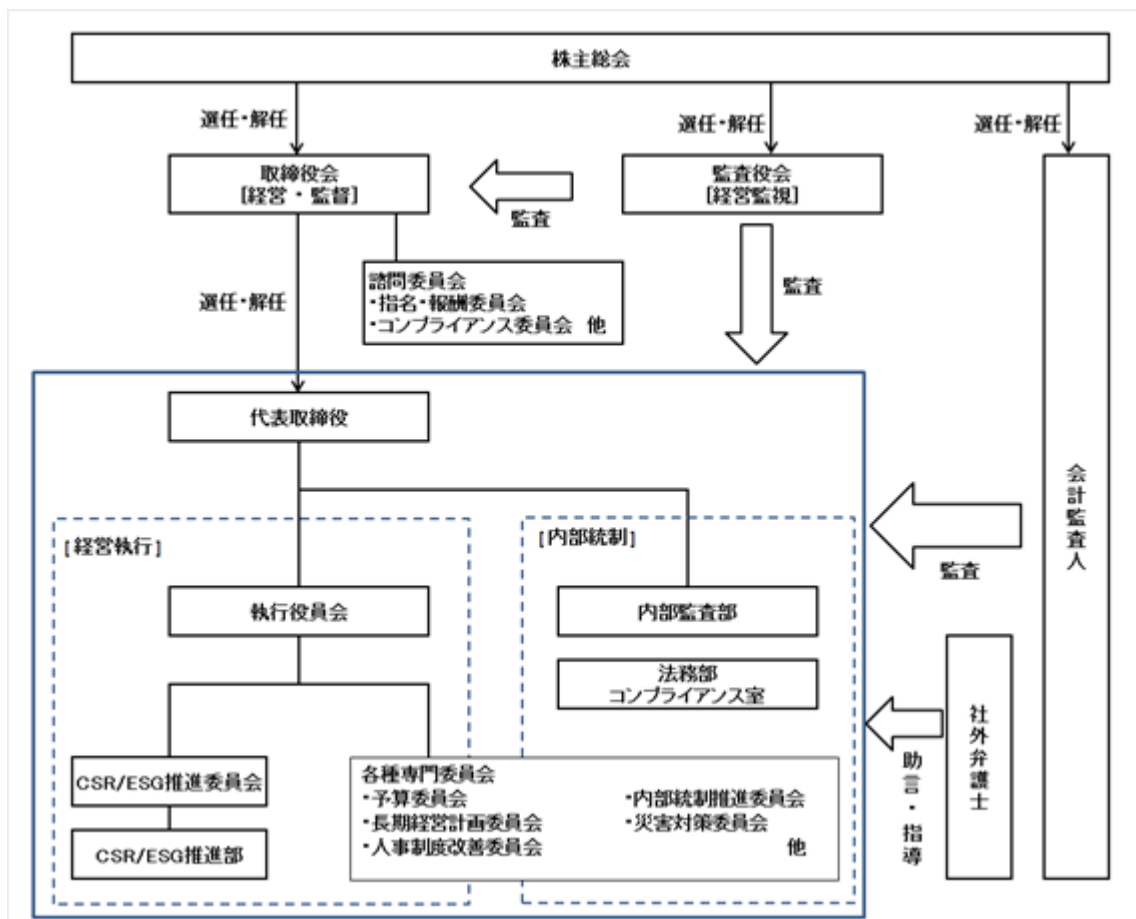 株主総会
選任・解任
選任・解任
選任・解任
取締役会
[経営・監督]
監査
監査役会
[経営監視]
諮問委員会
・指名・報酬委員会
・コンプライアンス委員会 他
選任・解任
監査
代表取締役
会計監査人
[経営執行]
[内部統制]
監査
執行役員会
内部監査部
法務部
コンプライアンス室
社外弁護士
助言・指導
CSR/ESG推進委員会
CSR/ESG推進部
各種専門委員会
・予算委員会
・長期経営計画委員会
・人事制度改善委員会
・内部統制推進委員会
・災害対策委員会
他